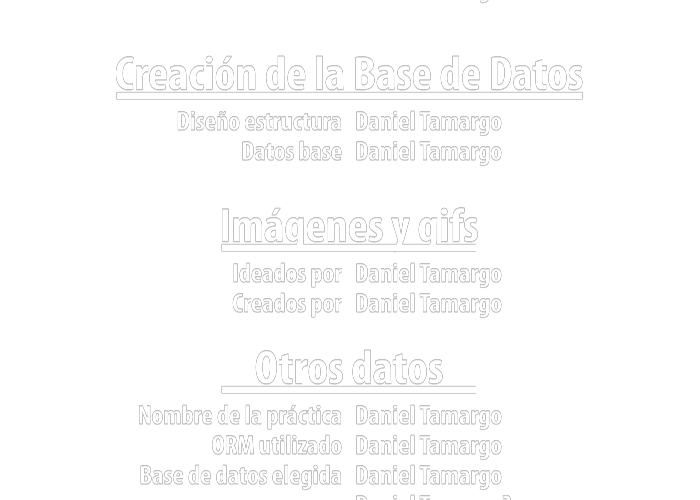 Creación de la Base de Datos
Diseño estructura Daniel Tamargo
Datos base Daniel Tamargo
Imágenes y gifs
Ideados por Daniel Tamargo
Creados por Daniel Tamargo
Otros datos
Nombre de la práctica Daniel Tamargo
ORM utilizado Daniel Tamargo
Base de datos elegida Daniel Tamargo